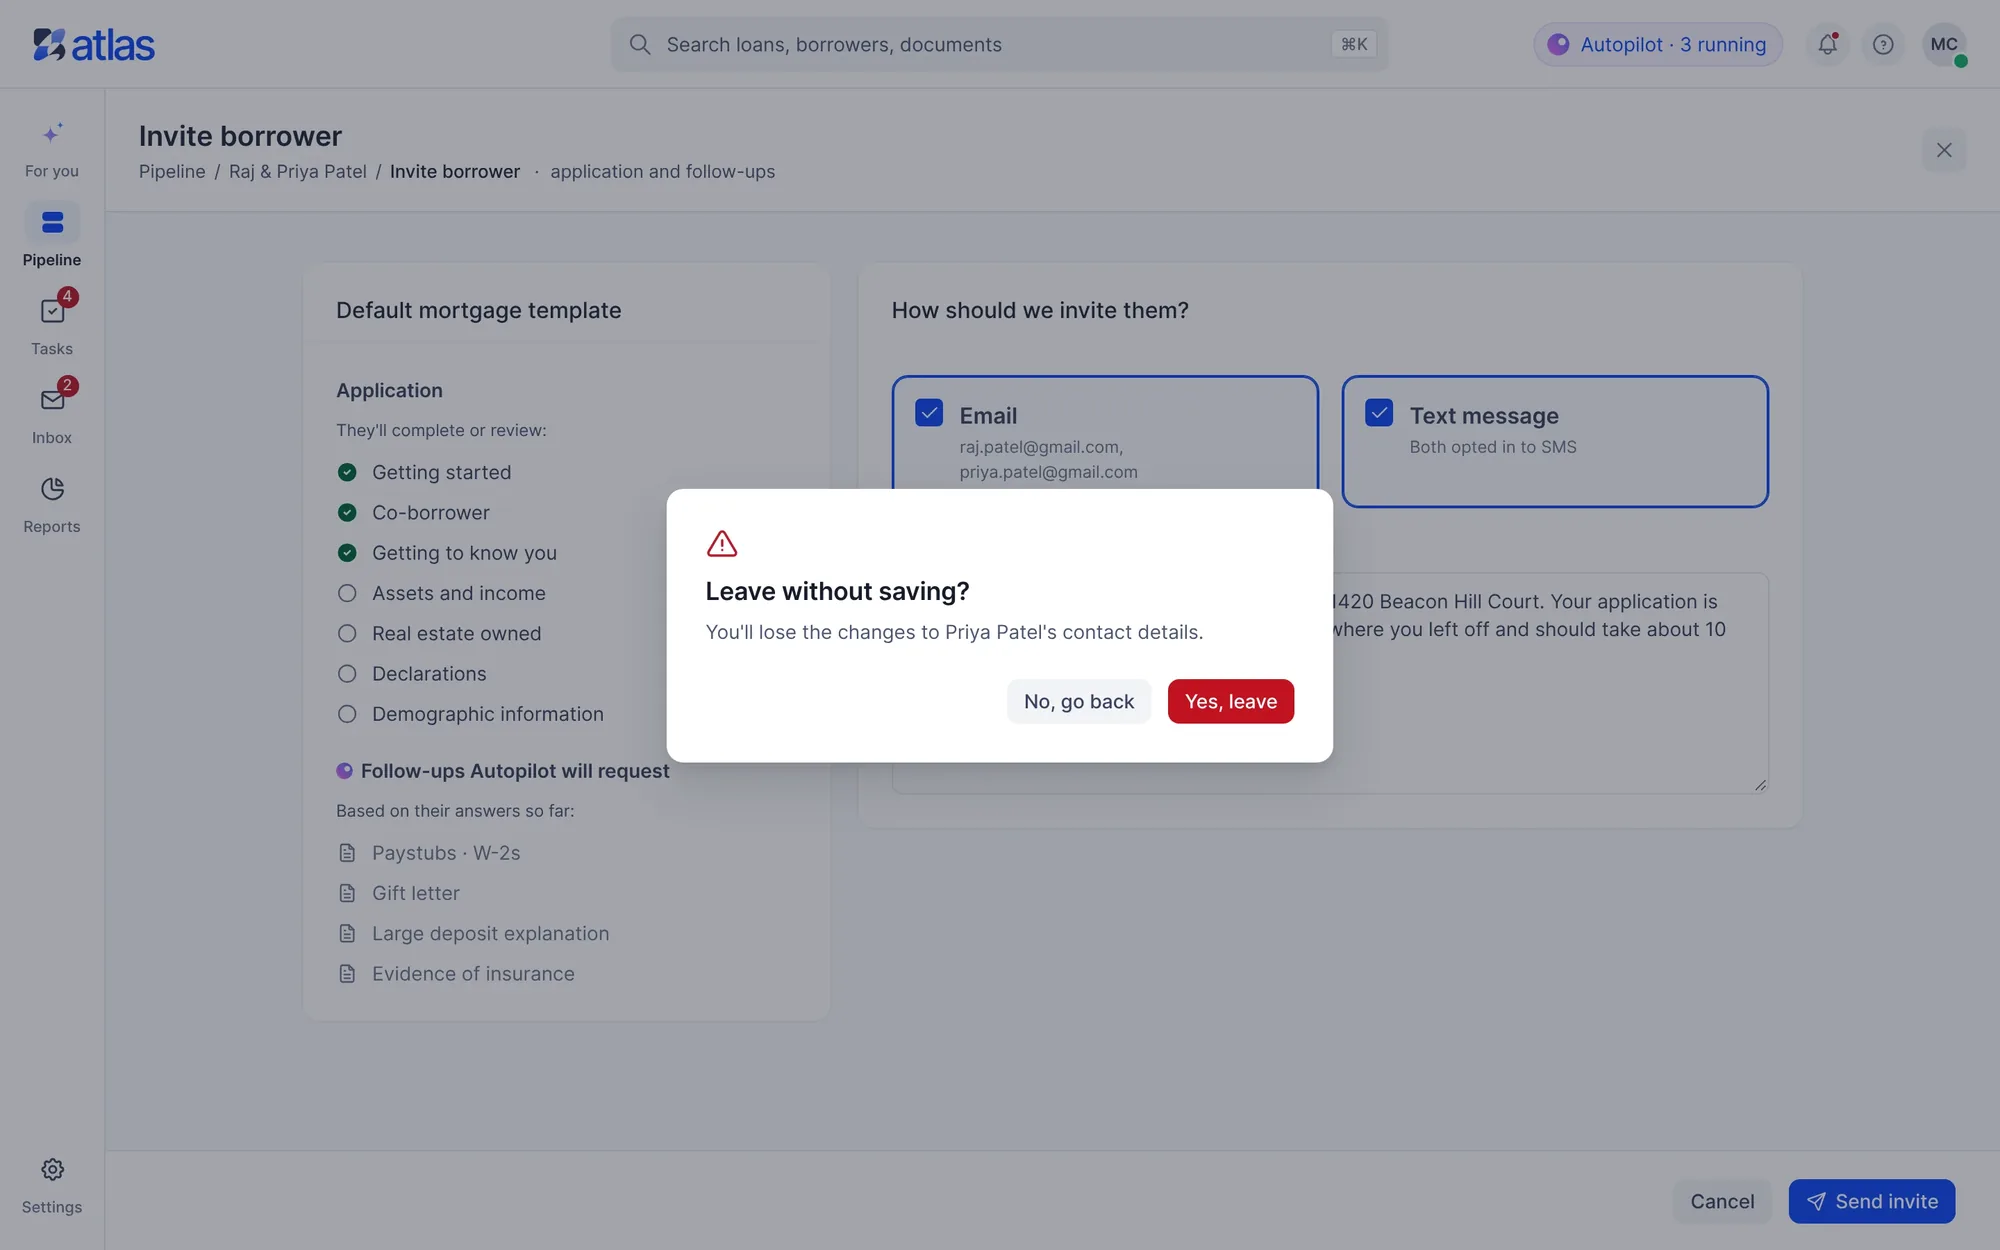 atlas
Search loans, borrowers, documents
⌘K
Autopilot · 3 running
MC
For you
Pipeline
4
Tasks
2
Inbox
Reports
Settings
Invite borrower
Pipeline / Raj & Priya Patel / Invite borrower · application and follow-ups
Default mortgage template
Application
They'll complete or review:
Getting started
Co-borrower
Getting to know you
Assets and income
Real estate owned
Declarations
Demographic information
Follow-ups Autopilot will request
Based on their answers so far:
Paystubs · W-2s
Gift letter
Large deposit explanation
Evidence of insurance
How should we invite them?
Email
raj.patel@gmail.com,
priya.patel@gmail.com
Text message
Both opted in to SMS
1420 Beacon Hill Court. Your application is
where you left off and should take about 10
Leave without saving?
You'll lose the changes to Priya Patel's contact details.
No, go back
Yes, leave
Cancel
Send invite